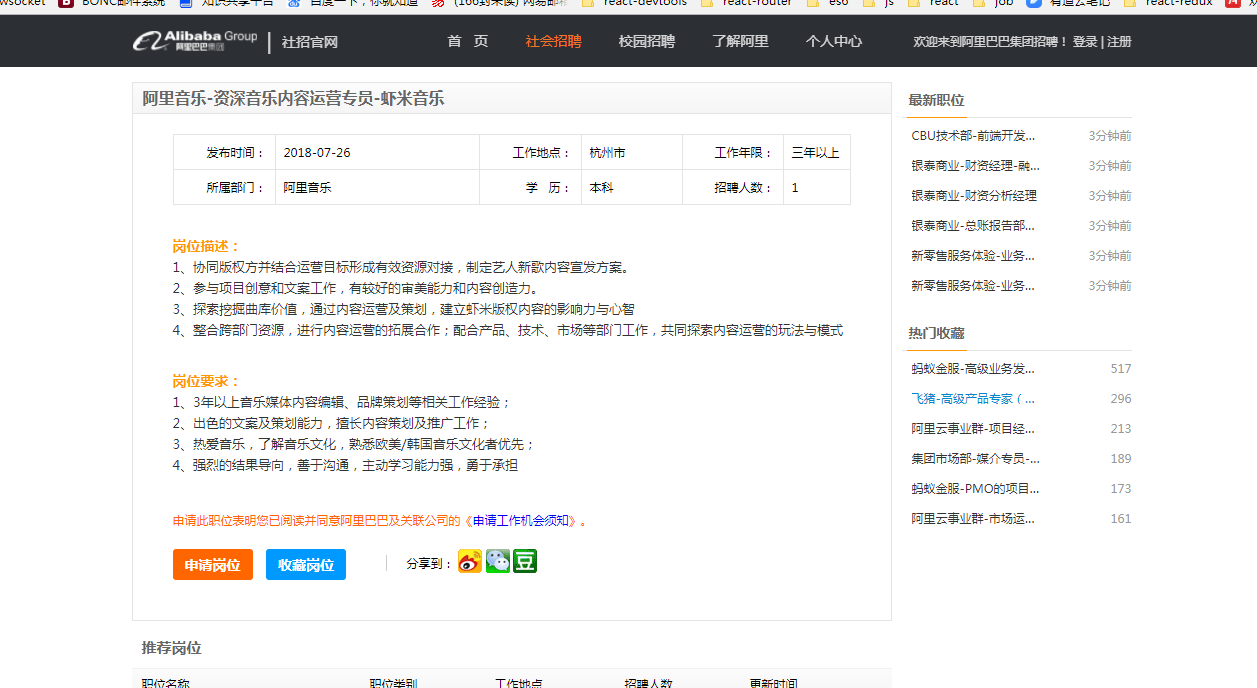 BONC邮件系统 知识共享平台 百度一下，你就知道 react-devtools react-router es6 js react job 有道云笔记 react-redux
Alibaba Group 阿里巴巴集团 | 社招官网 首 页 社会招聘 校园招聘 了解阿里 个人中心 欢迎来到阿里巴巴集团招聘！ 登录 | 注册
阿里音乐-资深音乐内容运营专员-虾米音乐
发布时间： 2018-07-26 工作地点： 杭州市 工作年限： 三年以上
所属部门： 阿里音乐 学 历： 本科 招聘人数： 1
岗位描述：
1、协同版权方并结合运营目标形成有效资源对接，制定艺人新歌内容宣发方案。
2、参与项目创意和文案工作，有较好的审美能力和内容创造力。
3、探索挖掘曲库价值，通过内容运营及策划，建立虾米版权内容的影响力与心智
4、整合跨部门资源，进行内容运营的拓展合作；配合产品、技术、市场等部门工作，共同探索内容运营的玩法与模式
岗位要求：
1、3年以上音乐媒体内容编辑、品牌策划等相关工作经验；
2、出色的文案及策划能力，擅长内容策划及推广工作；
3、热爱音乐，了解音乐文化，熟悉欧美/韩国音乐文化者优先；
4、强烈的结果导向，善于沟通，主动学习能力强，勇于承担
申请此职位表明您已阅读并同意阿里巴巴及关联公司的《申请工作机会须知》。
申请岗位 收藏岗位 分享到： 豆
推荐岗位
职位名称 职位类别 工作地点 招聘人数 更新时间
最新职位
CBU技术部-前端开发... 3分钟前
银泰商业-财资经理-融... 3分钟前
银泰商业-财资分析经理 3分钟前
银泰商业-总账报告部... 3分钟前
新零售服务体验-业务... 3分钟前
新零售服务体验-业务... 3分钟前
热门收藏
蚂蚁金服-高级业务发... 517
飞猪-高级产品专家（... 296
阿里云事业群-项目经... 213
集团市场部-媒介专员-... 189
蚂蚁金服-PMO的项目... 173
阿里云事业群-市场运... 161